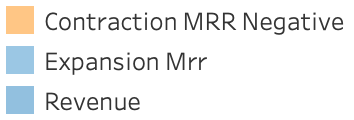 Contraction MRR Negative
Expansion Mrr
Revenue